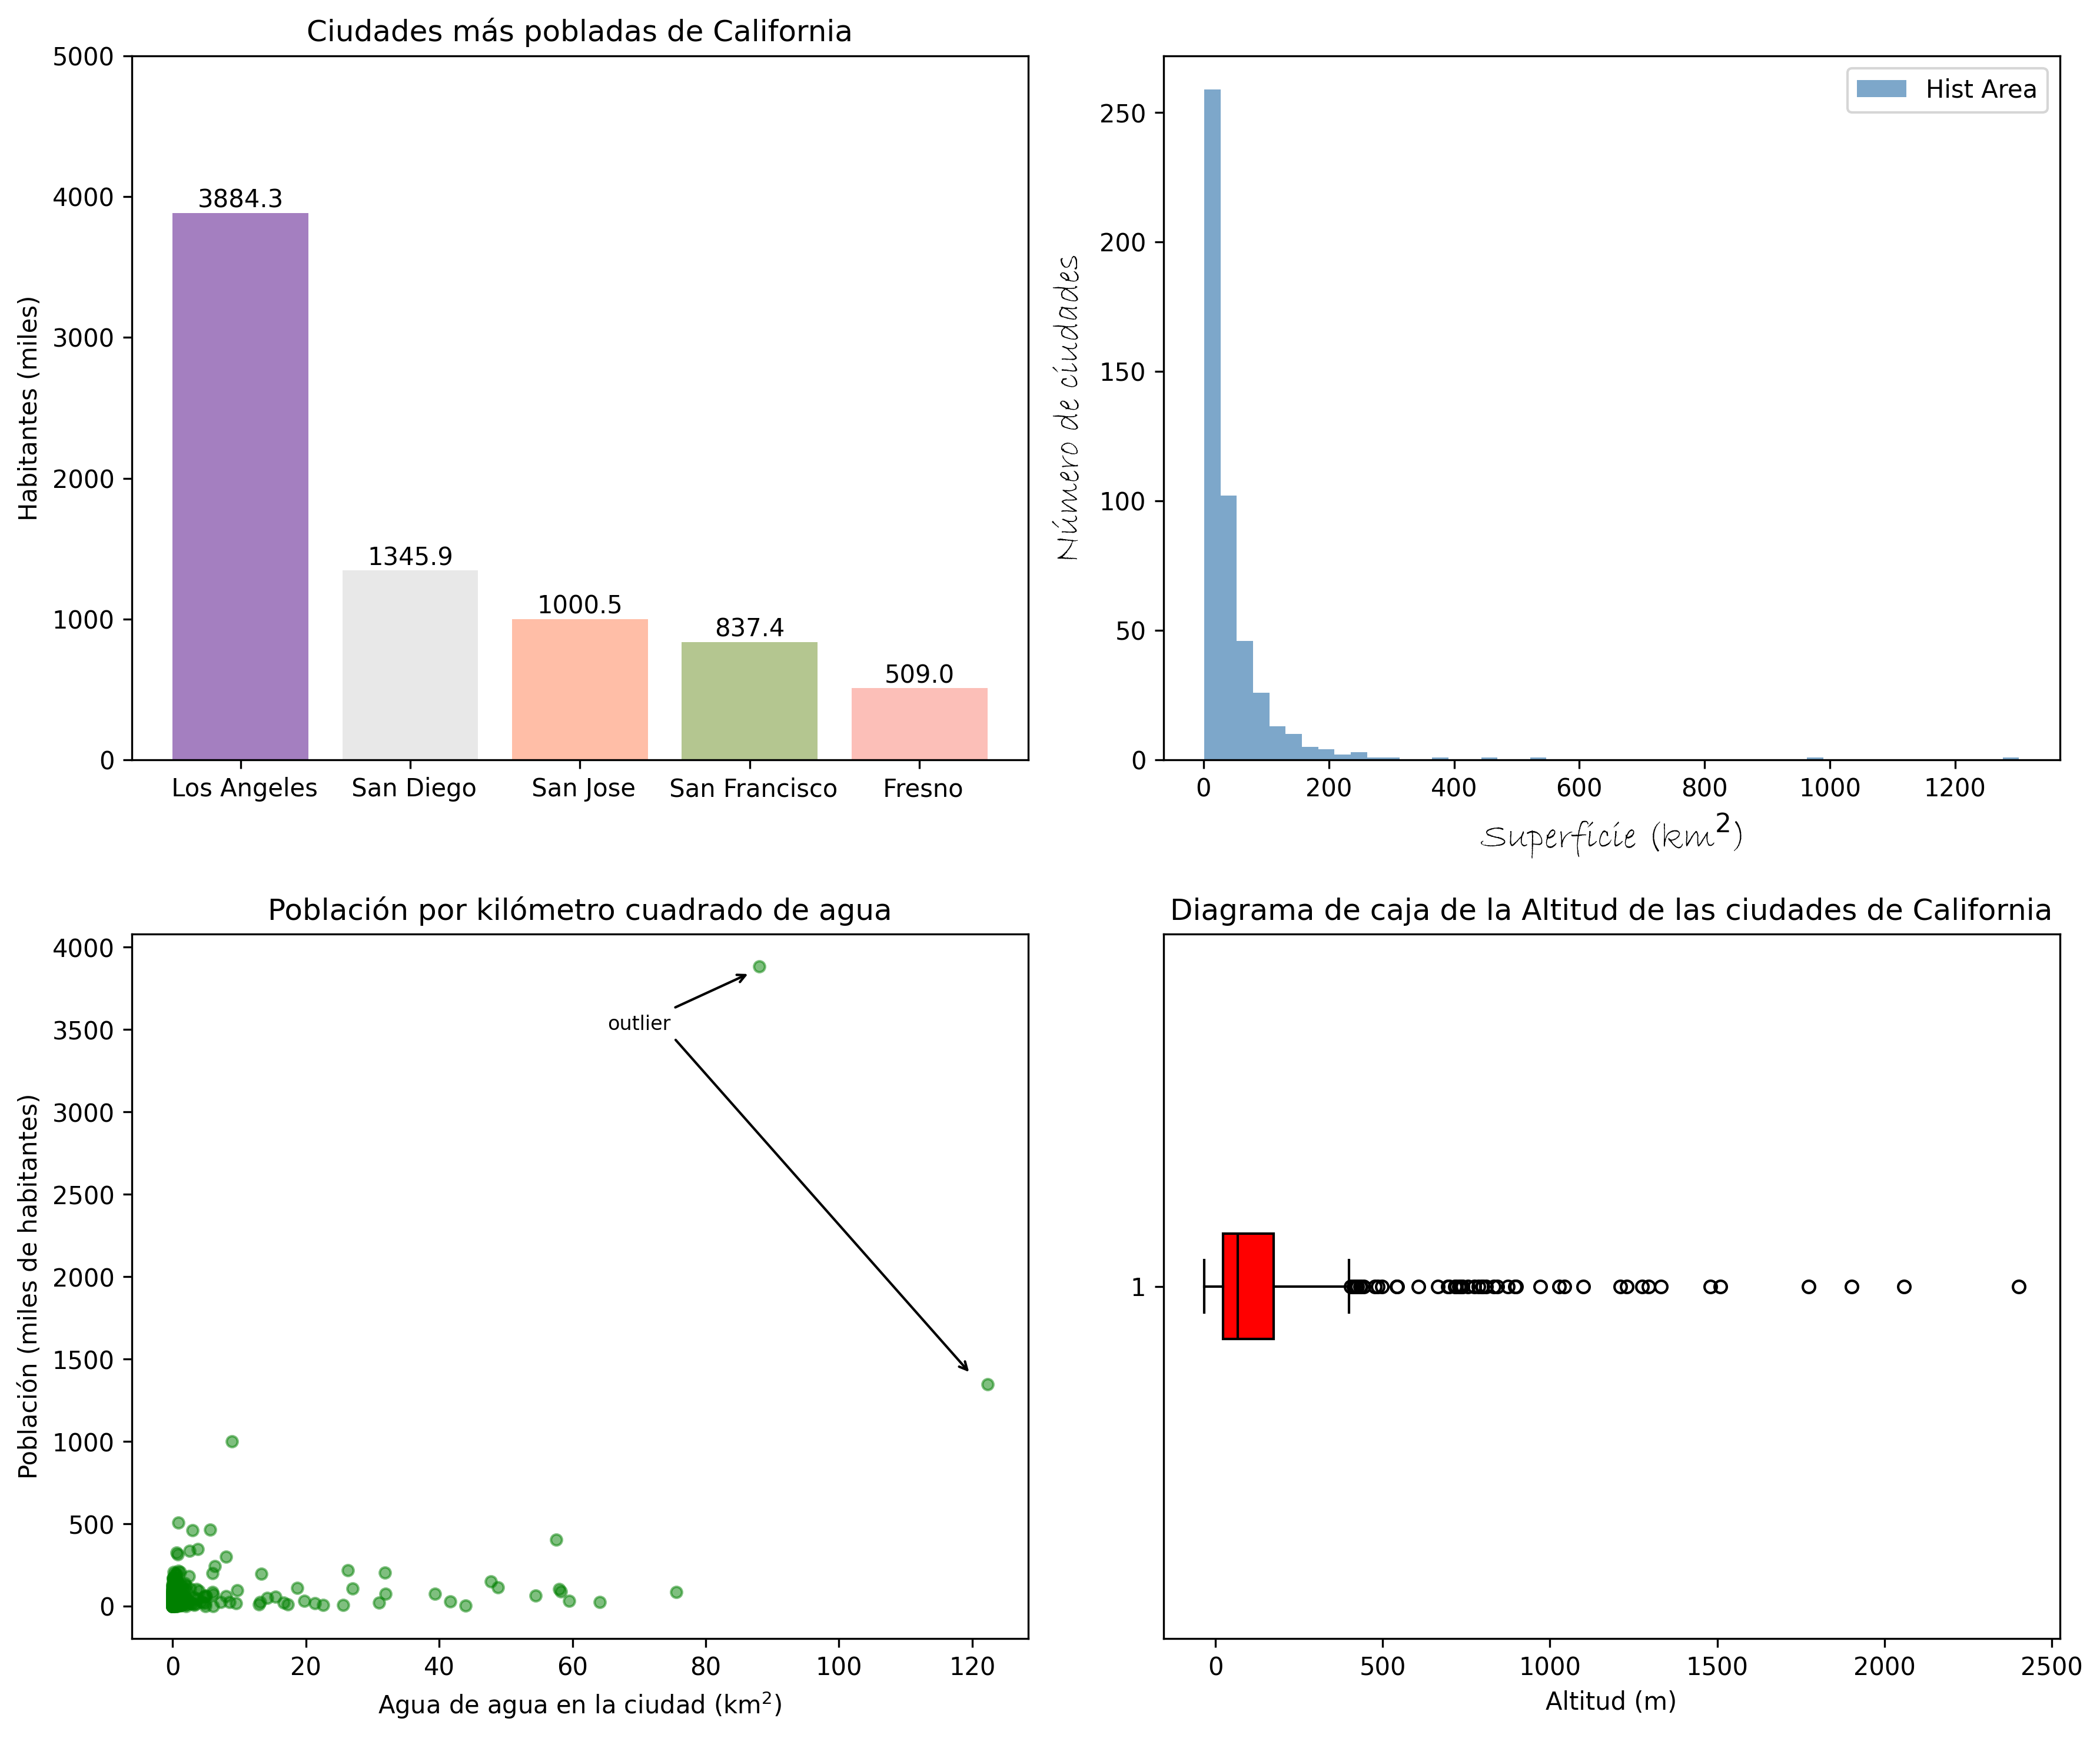 Ciudades más pobladas de California
Habitantes (miles)
5000
4000
3000
2000
1000
0
3884.3
1345.9
1000.5
837.4
509.0
Los Angeles San Diego San Jose San Francisco Fresno
Número de ciudades
250
200
150
100
50
0
Hist Area
0 200 400 600 800 1000 1200
Superficie (km²)
Población por kilómetro cuadrado de agua
Población (miles de habitantes)
4000
3500
3000
2500
2000
1500
1000
500
0
outlier
0 20 40 60 80 100 120
Agua de agua en la ciudad (km²)
Diagrama de caja de la Altitud de las ciudades de California
1
0 500 1000 1500 2000 2500
Altitud (m)